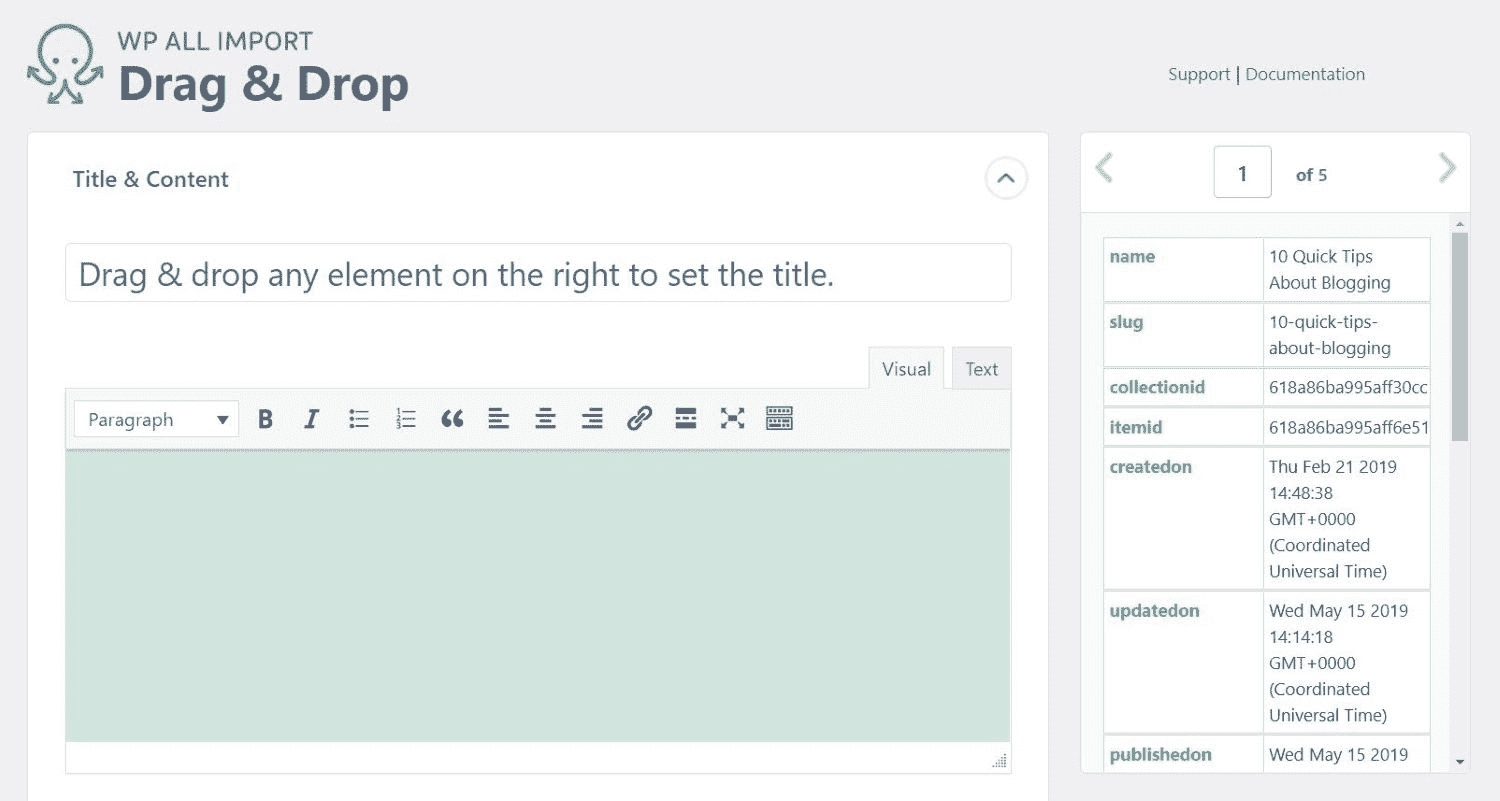 WP ALL IMPORT
Drag & Drop
Support | Documentation
Title & Content
Drag & drop any element on the right to set the title.
Visual
Text
Paragraph
1 of 5
name
10 Quick Tips
About Blogging
slug
10-quick-tips-
about-blogging
collectionid
618a86ba995aff30cc
itemid
618a86ba995aff6e51
createdon
Thu Feb 21 2019
14:48:38
GMT+0000
(Coordinated
Universal Time)
updatedon
Wed May 15 2019
14:14:18
GMT+0000
(Coordinated
Universal Time)
publishedon
Wed May 15 2019